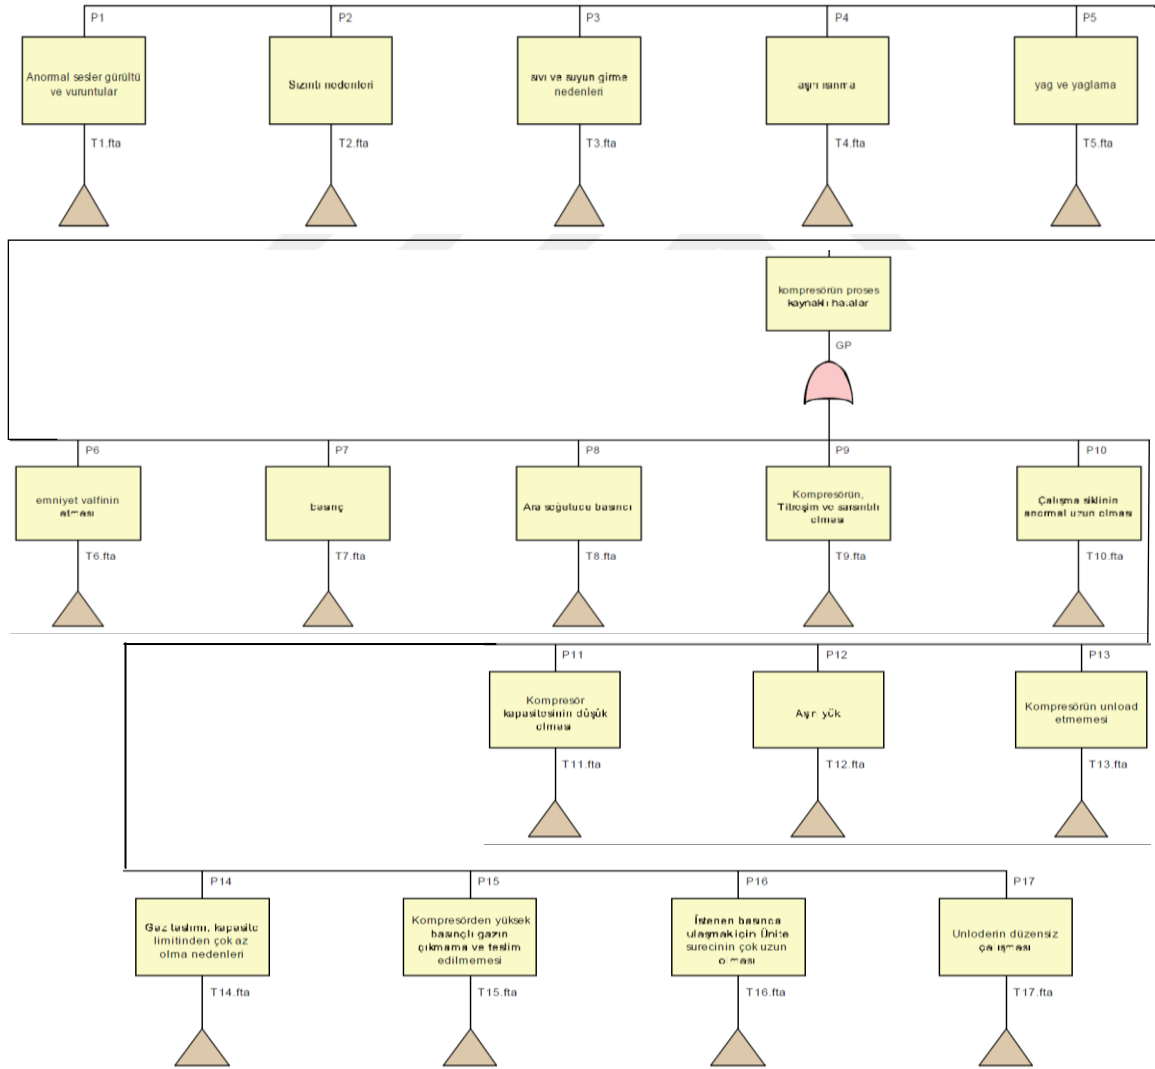 P1
P2
P3
P4
P5
Anormal sesler gürültü
ve vuruntular
Sızıntı nedenleri
sıvı ve suyun girme
nedenleri
aşırı ısınma
yag ve yaglama
T1.fta
T2.fta
T3.fta
T4.fta
T5.fta
kompresörün proses
kaynaklı hatalar
GP
P6
P7
P8
P9
P10
emniyet valfinin
atması
basınç
Ara soğutucu basıncı
Kompresörün,
Titreşim ve sarsıntılı
olması
Çalışma siklinin
anormal uzun olması
T6.fta
T7.fta
T8.fta
T9.fta
T10.fta
P11
P12
P13
Kompresör
kapasitesinin düşük
olması
Aşırı yük
Kompresörün unload
etmemesi
T11.fta
T12.fta
T13.fta
P14
P15
P16
P17
Gaz teslimi, kapasite
limitinden çok az
olma nedenleri
Kompresörden yüksek
basınçlı gazın
çıkmama ve teslim
edilmemesi
İstenen basınca
ulaşmak için Ünite
surecinin çok uzun
olması
Unloderin düzensiz
çalışması
T14.fta
T15.fta
T16.fta
T17.fta